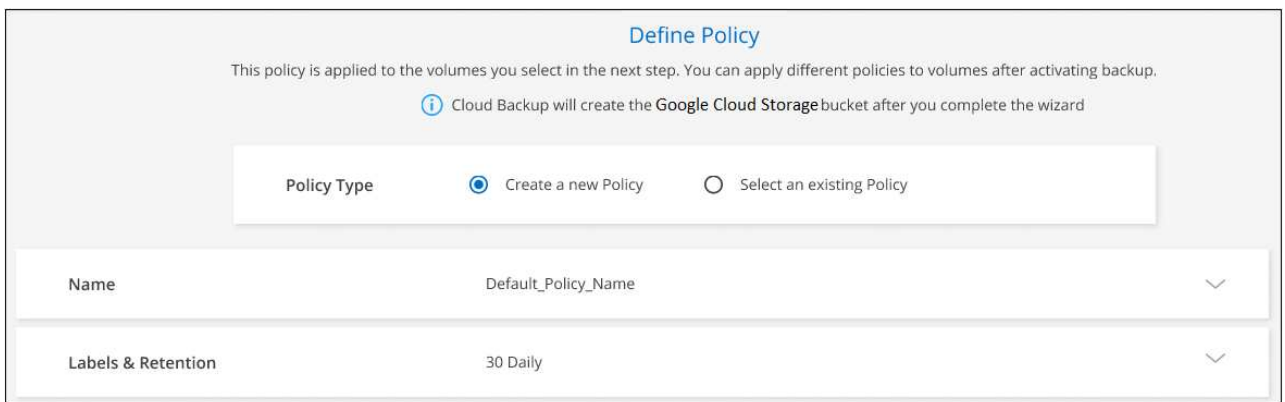 Define Policy
This policy is applied to the volumes you select in the next step. You can apply different policies to volumes after activating backup.
Cloud Backup will create the Google Cloud Storage bucket after you complete the wizard
Policy Type Create a new Policy Select an existing Policy
Name Default_Policy_Name
Labels & Retention 30 Daily